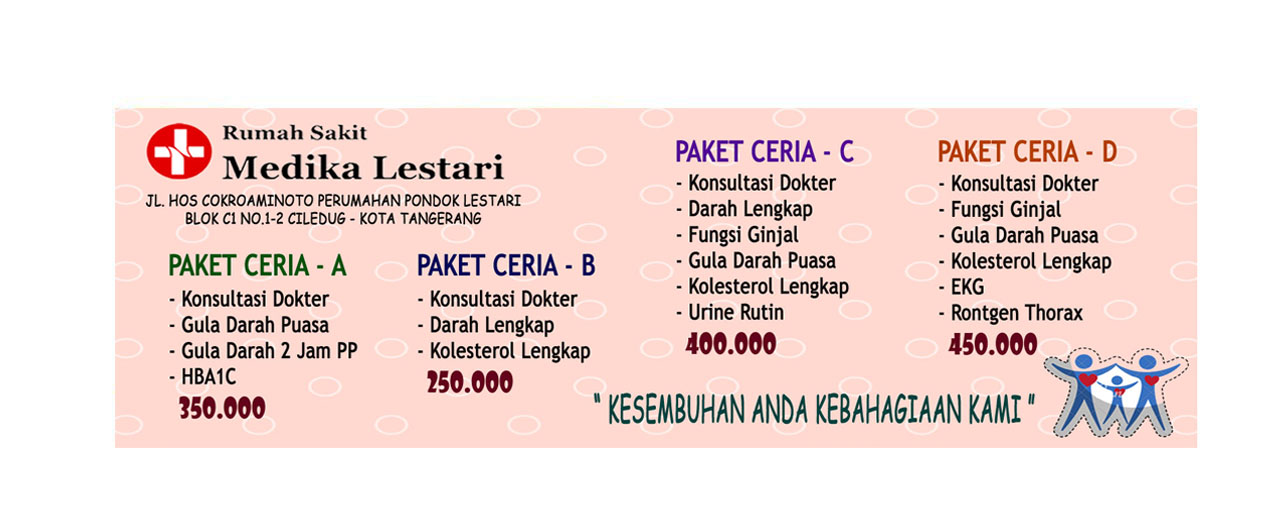 Rumah Sakit
Medika Lestari
JL. HOS COKROAMINOTO PERUMAHAN PONDOK LESTARI
BLOK C1 NO.1-2 CILEDUG - KOTA TANGERANG
PAKET CERIA - A
- Konsultasi Dokter
- Gula Darah Puasa
- Gula Darah 2 Jam PP
- HBA1C
350.000
PAKET CERIA - B
- Konsultasi Dokter
- Darah Lengkap
- Kolesterol Lengkap
250.000
PAKET CERIA - C
- Konsultasi Dokter
- Darah Lengkap
- Fungsi Ginjal
- Gula Darah Puasa
- Kolesterol Lengkap
- Urine Rutin
400.000
PAKET CERIA - D
- Konsultasi Dokter
- Fungsi Ginjal
- Gula Darah Puasa
- Kolesterol Lengkap
- EKG
- Rontgen Thorax
450.000
" KESEMBUHAN ANDA KEBAHAGIAAN KAMI "